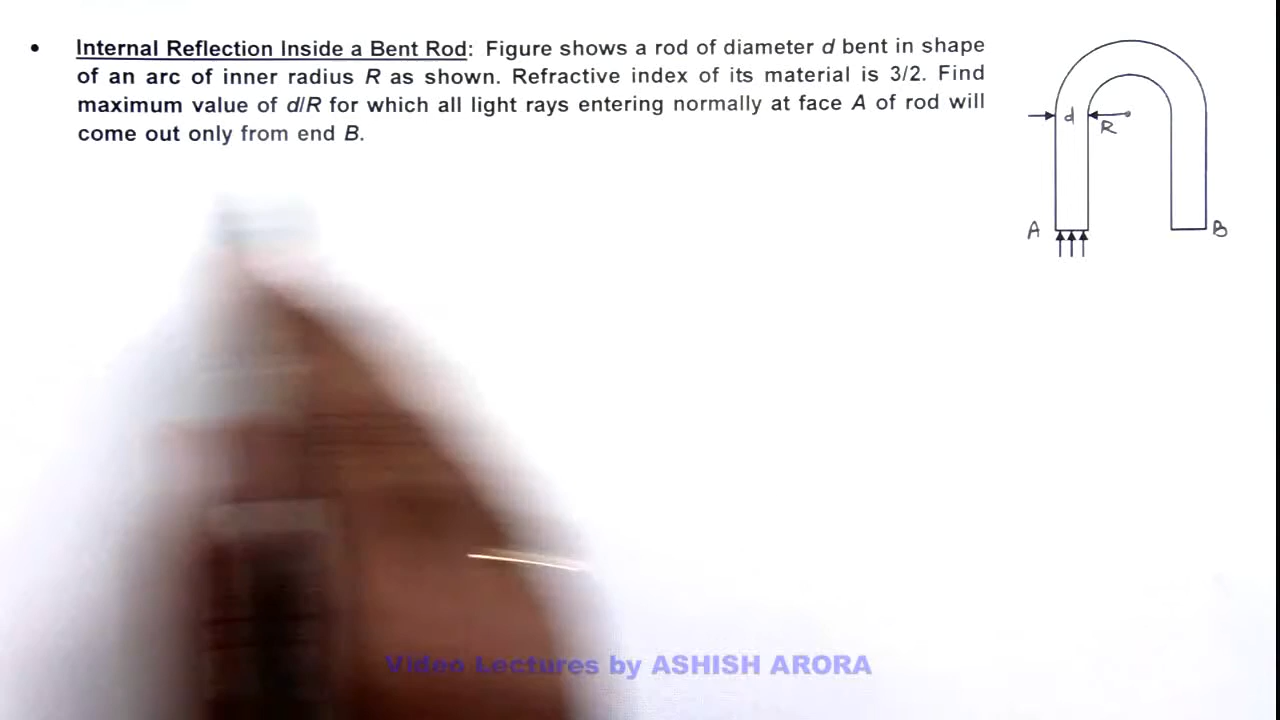 • Internal Reflection Inside a Bent Rod: Figure shows a rod of diameter d bent in shape
of an arc of inner radius R as shown. Refractive index of its material is 3/2. Find
maximum value of d/R for which all light rays entering normally at face A of rod will
come out only from end B.
d
R
A
B
Video Lectures by ASHISH ARORA